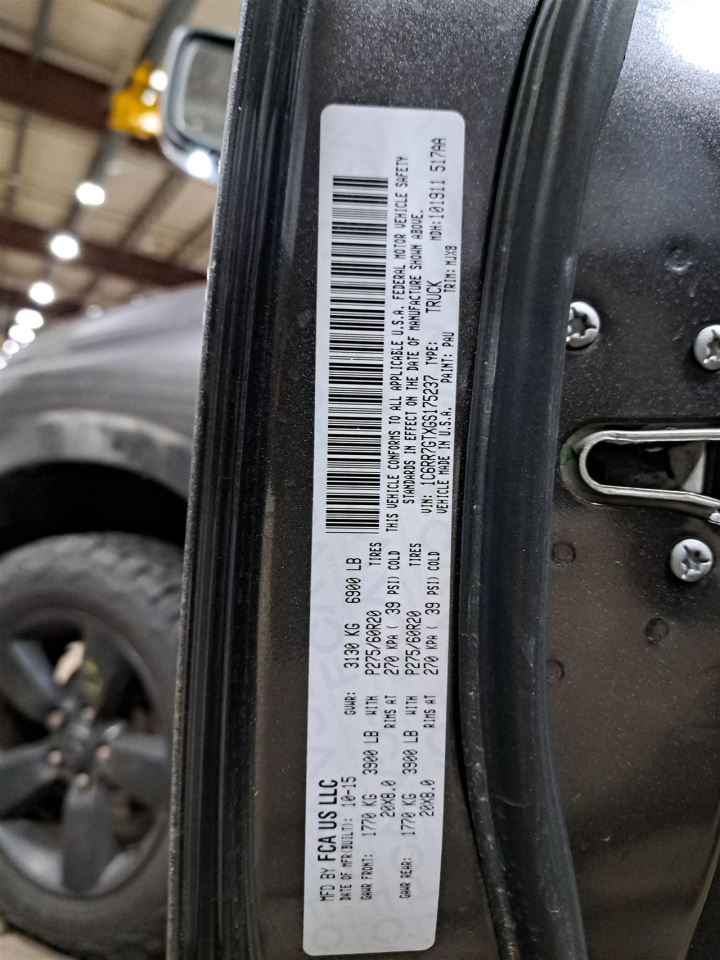 MFD BY FCA US LLC
DATE OF MFR(BUILT): 10-15 GVWR: 3130 KG 6900 LB
GAWR FRONT: 1770 KG 3900 LB WITH P275/60R20 TIRES
20X8.0 RIMS AT 270 KPA ( 39 PSI) COLD
GAWR REAR: 1770 KG 3900 LB WITH P275/60R20 TIRES
20X8.0 RIMS AT 270 KPA ( 39 PSI) COLD
THIS VEHICLE CONFORMS TO ALL APPLICABLE U.S.A. FEDERAL MOTOR VEHICLE SAFETY
STANDARDS IN EFFECT ON THE DATE OF MANUFACTURE SHOWN ABOVE.
VIN: 1C6RR7GTXGS175237 TYPE: TRUCK MDH: 101911 517AA
VEHICLE MADE IN U.S.A. PAINT: PAU TRIM: MJX8